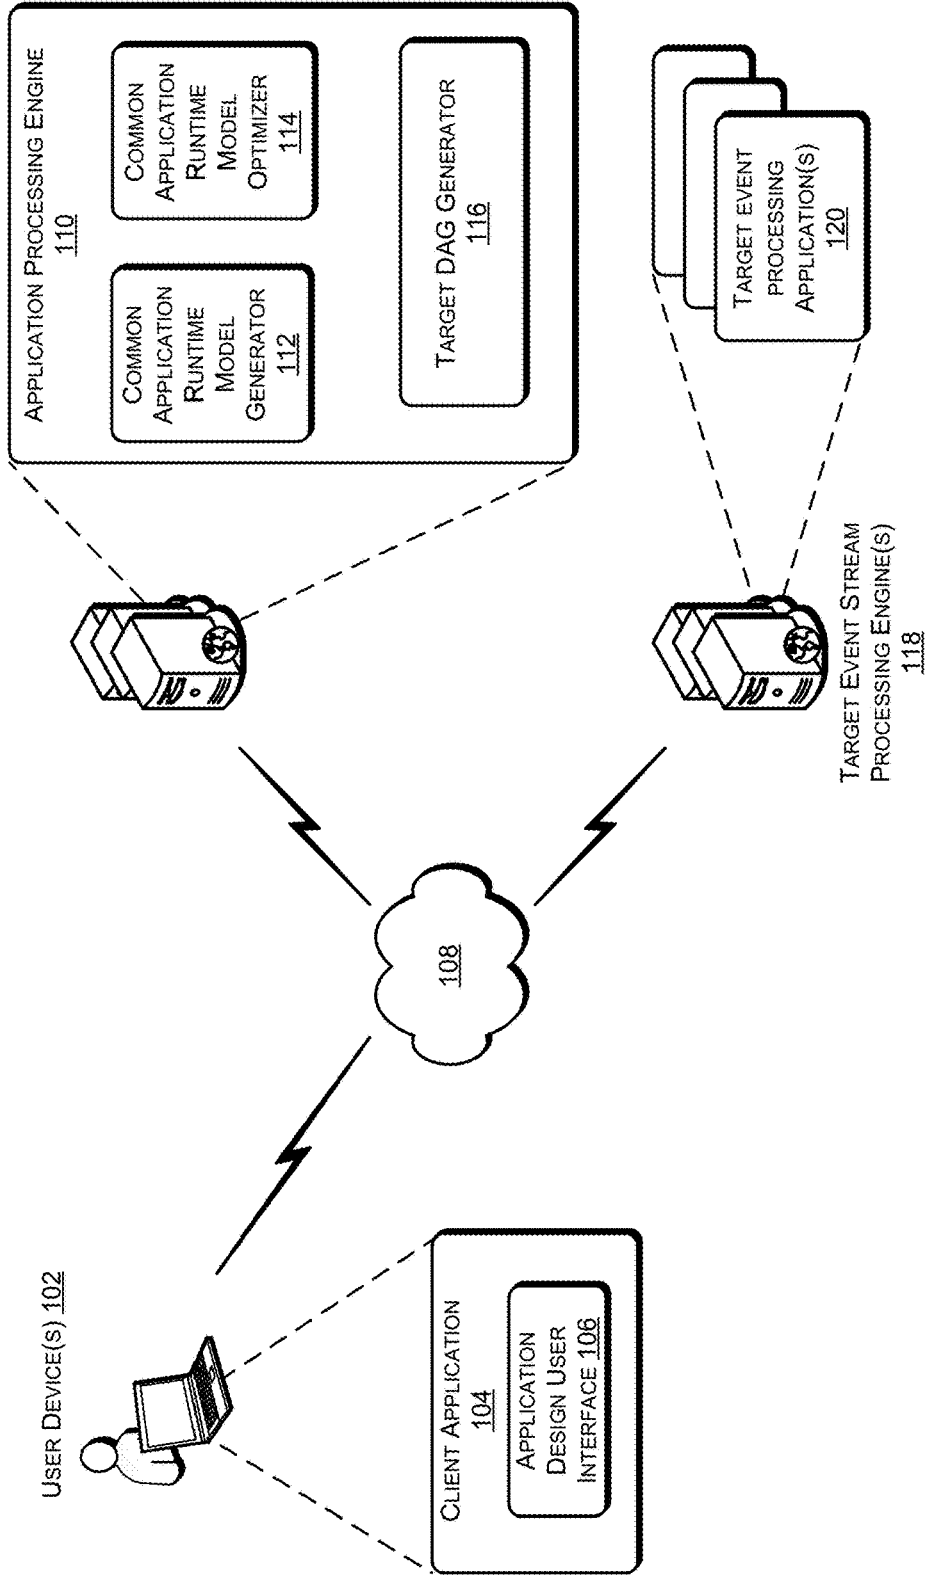 USER DEVICE(S) 102
CLIENT APPLICATION
104
APPLICATION
DESIGN USER
INTERFACE 106
108
APPLICATION PROCESSING ENGINE
110
COMMON
APPLICATION
RUNTIME
MODEL
GENERATOR
112
COMMON
APPLICATION
RUNTIME
MODEL
OPTIMIZER
114
TARGET DAG GENERATOR
116
TARGET EVENT STREAM
PROCESSING ENGINE(S)
118
TARGET EVENT
PROCESSING
APPLICATION(S)
120